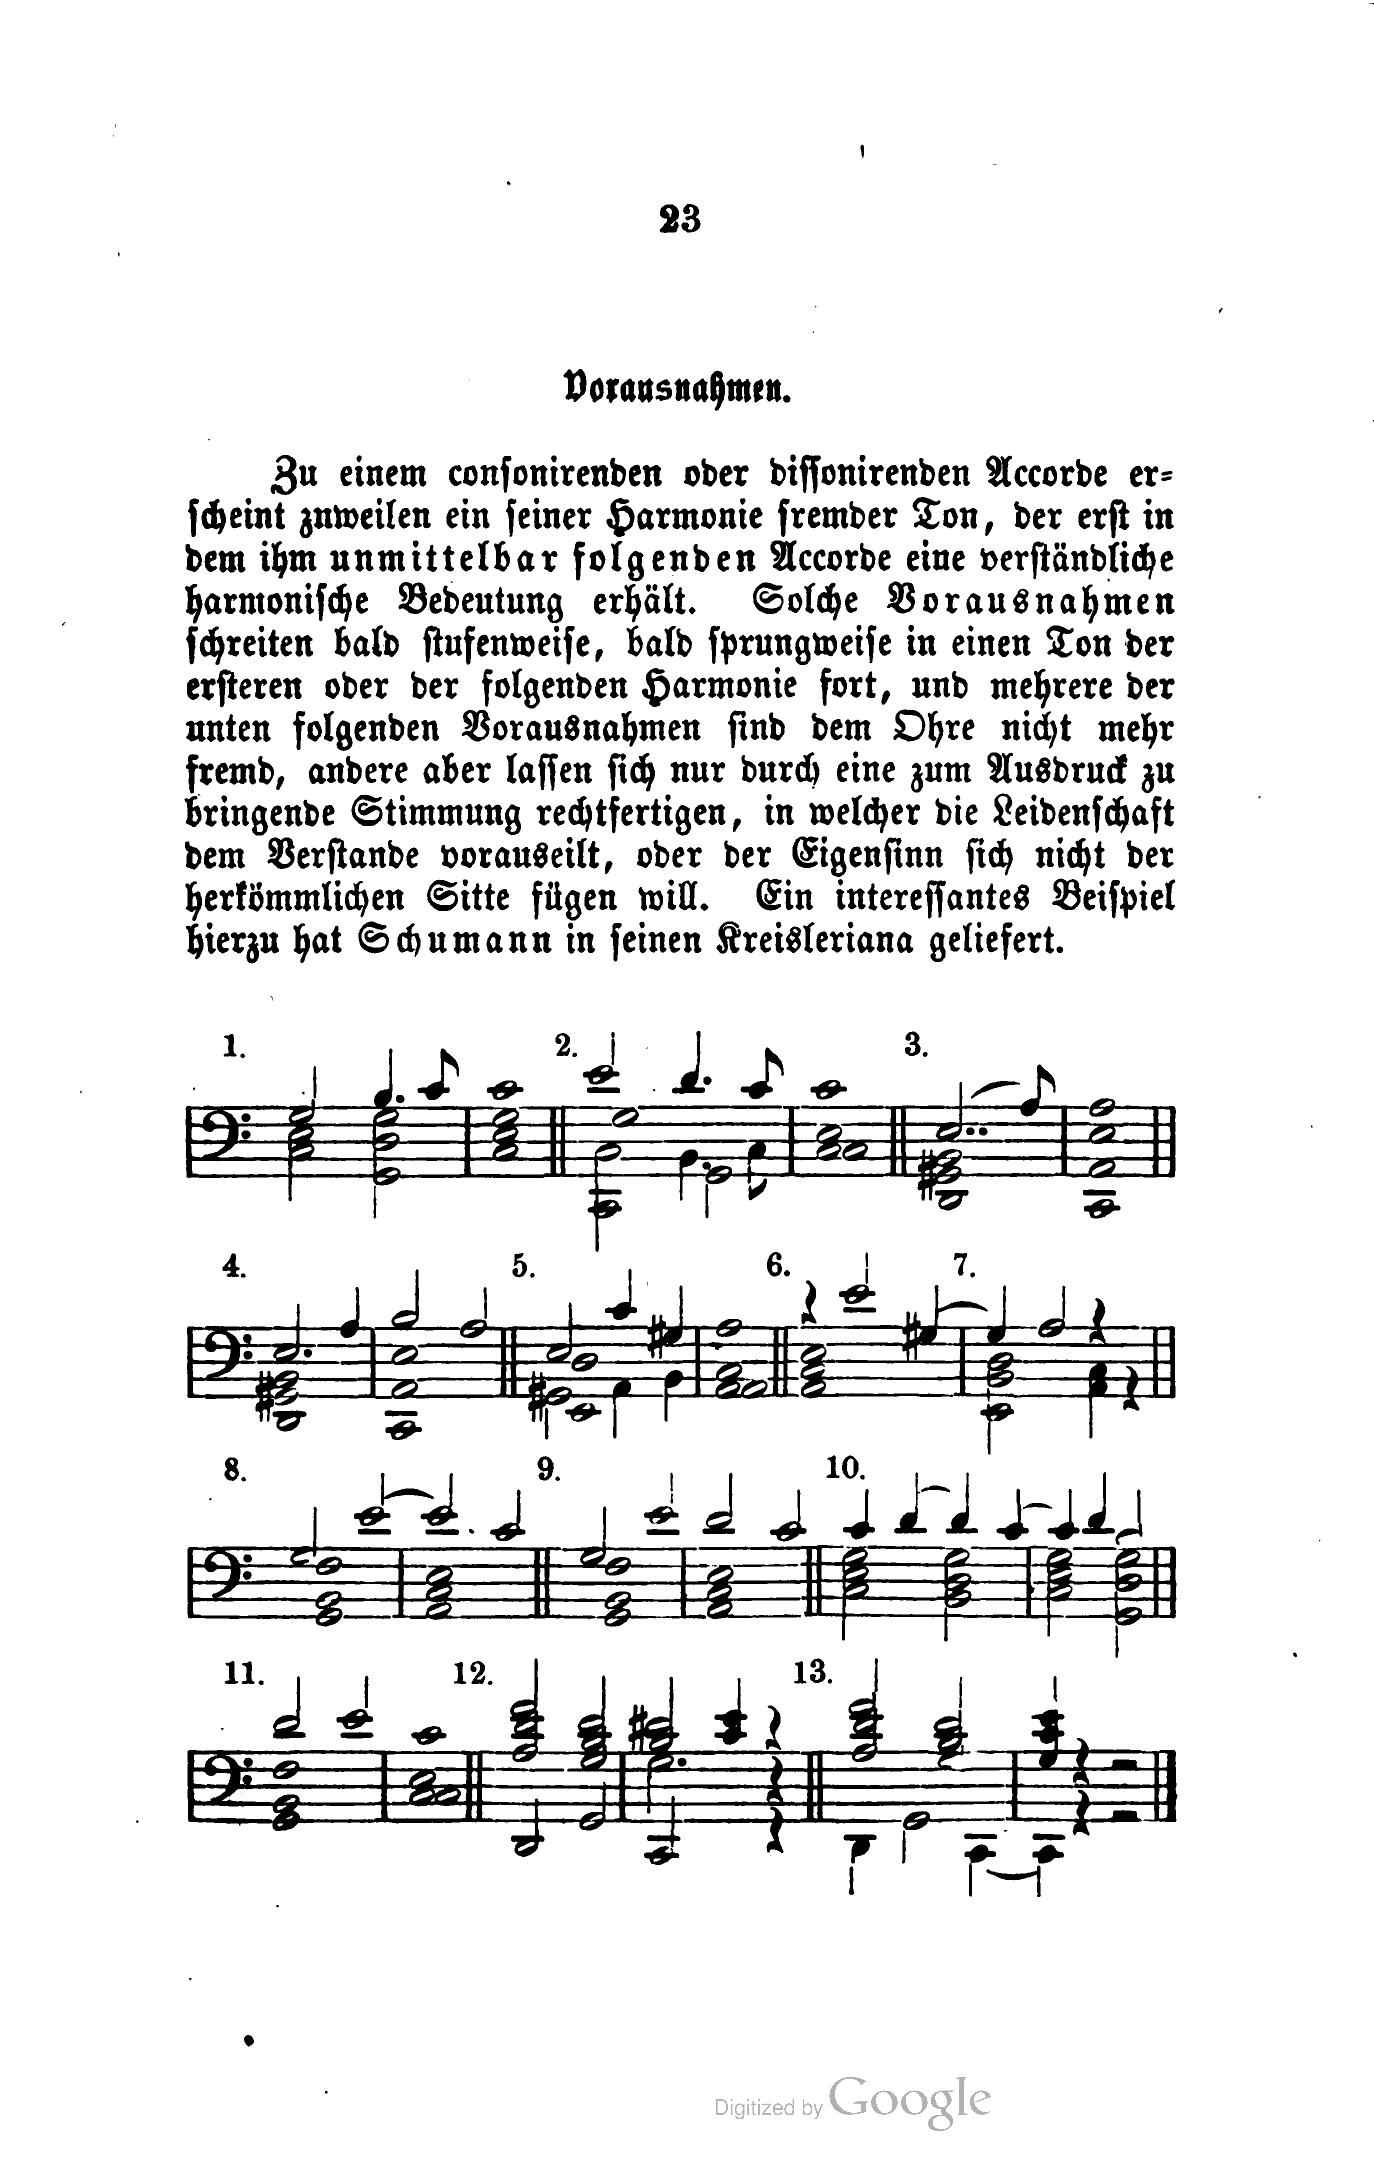 23
Vorausnahmen.
Zu einem consonirenden oder dissonirenden Accorde er-
scheint zuweilen ein seiner Harmonie fremder Ton, der erst in
dem ihm unmittelbar folgenden Accorde eine verständliche
harmonische Bedeutung erhält. Solche Vorausnahmen
schreiten bald stufenweise, bald sprungweise in einen Ton der
ersteren oder der folgenden Harmonie fort, und mehrere der
unten folgenden Vorausnahmen sind dem Ohre nicht mehr
fremd, andere aber lassen sich nur durch eine zum Ausdruck zu
bringende Stimmung rechtfertigen, in welcher die Leidenschaft
dem Verstande vorauseilt, oder der Eigensinn sich nicht der
herkömmlichen Sitte fügen will. Ein interessantes Beispiel
hierzu hat Schumann in seinen Kreisleriana geliefert.
1. 2. 3.
4. 5. 6. 7.
8. 9. 10.
11. 12. 13.
Digitized by Google